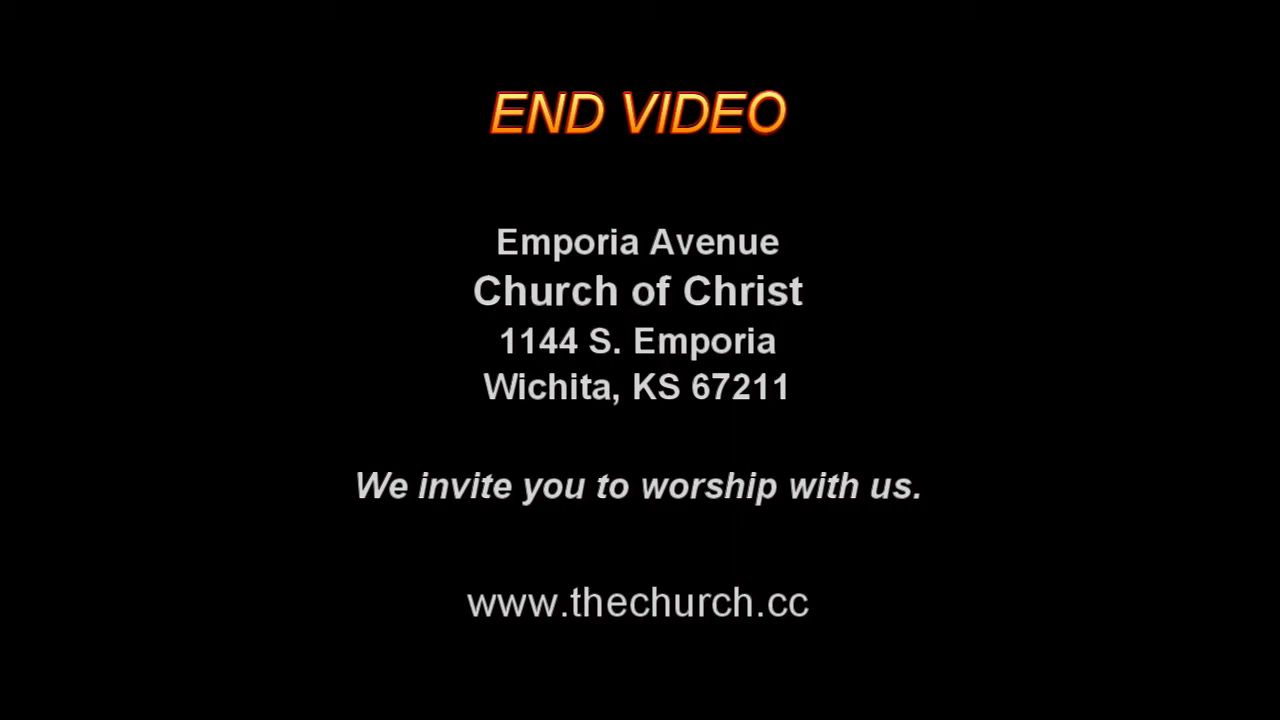 END VIDEO
Emporia Avenue
Church of Christ
1144 S. Emporia
Wichita, KS 67211
We invite you to worship with us.
www.thechurch.cc